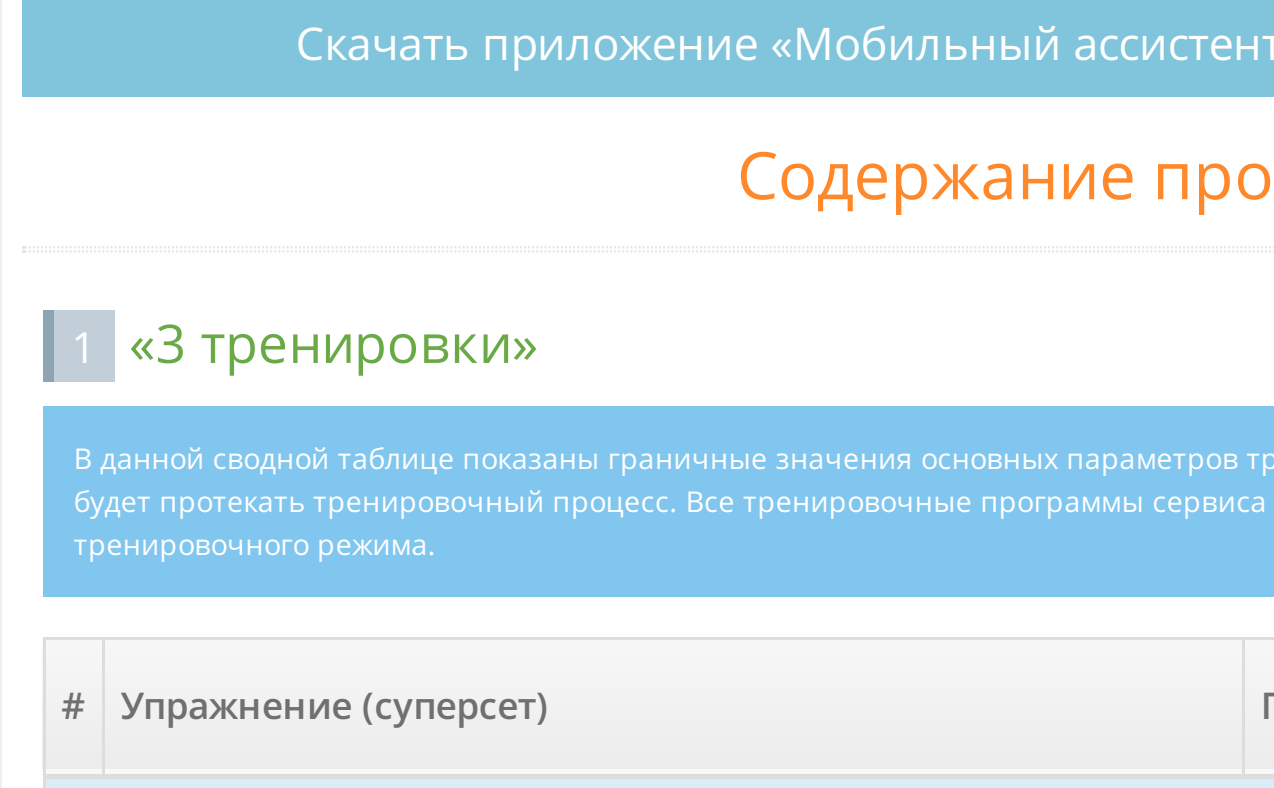 Скачать приложение «Мобильный ассистент
Содержание про
1 «3 тренировки»
В данной сводной таблице показаны граничные значения основных параметров тр
будет протекать тренировочный процесс. Все тренировочные программы сервиса
тренировочного режима.
# Упражнение (суперсет)